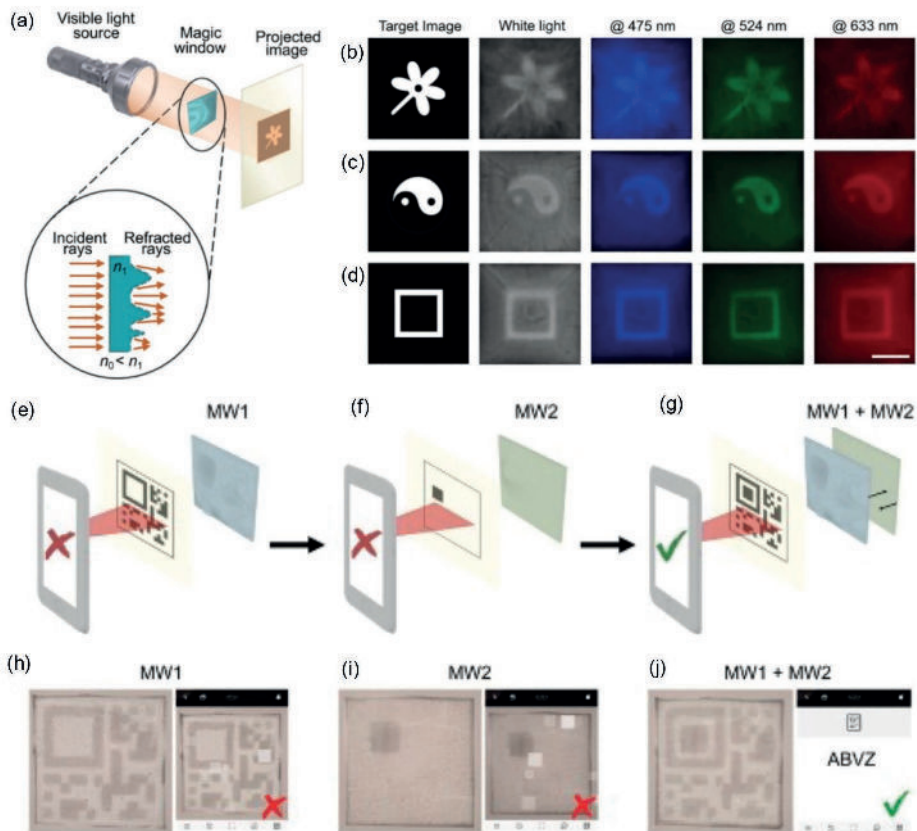 (a)
Visible light
source
Magic
window
Projected
image
Incident
rays
Refracted
rays
n1
n0 < n1
Target Image
White light
@ 475 nm
@ 524 nm
@ 633 nm
(b)
(c)
(d)
(e)
MW1
(f)
MW2
(g)
MW1 + MW2
(h)
MW1
(i)
MW2
(j)
MW1 + MW2
ABVZ